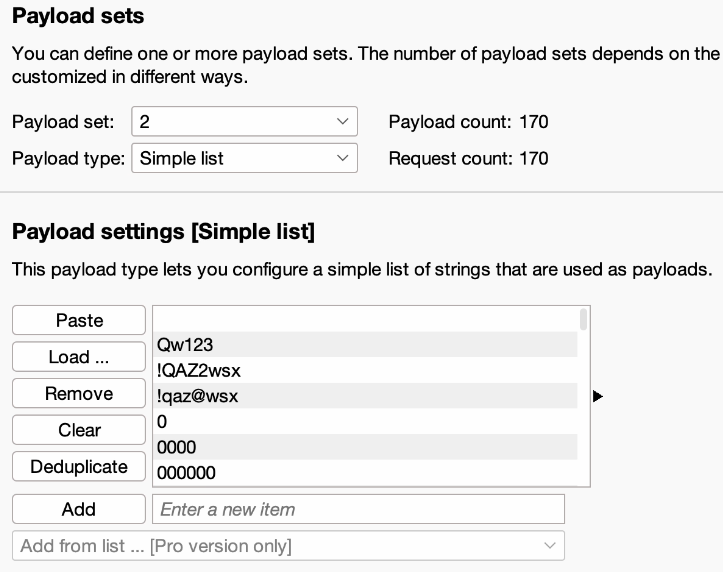 Payload sets
You can define one or more payload sets. The number of payload sets depends on the
customized in different ways.
Payload set: 2 Payload count: 170
Payload type: Simple list Request count: 170
Payload settings [Simple list]
This payload type lets you configure a simple list of strings that are used as payloads.
Paste
Load ... Qw123
!QAZ2wsx
Remove !qaz@wsx
Clear 0
0000
Deduplicate 000000
Add Enter a new item
Add from list ... [Pro version only]